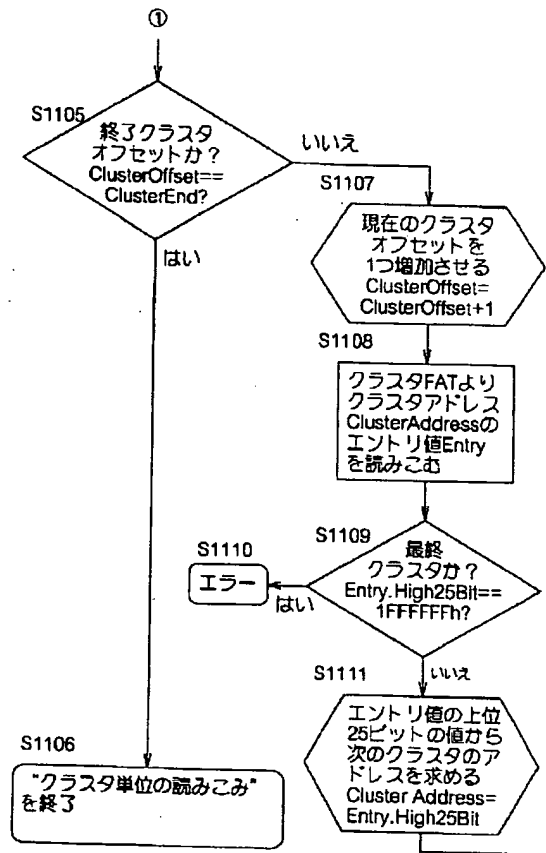 ①
S1105
終了クラスタ
オフセットか?
ClusterOffset==
ClusterEnd?
いいえ
はい
S1107
現在のクラスタ
オフセットを
1つ増加させる
ClusterOffset=
ClusterOffset+1
S1108
クラスタFATより
クラスタアドレス
ClusterAddressの
エントリ値Entry
を読みこむ
S1109
最終
クラスタか?
Entry.High25Bit==
1FFFFFFh?
S1110
エラー
はい
いいえ
S1111
エントリ値の上位
25ビットの値から
次のクラスタのア
ドレスを求める
Cluster Address=
Entry.High25Bit
S1106
"クラスタ単位の読みこみ"
を終了